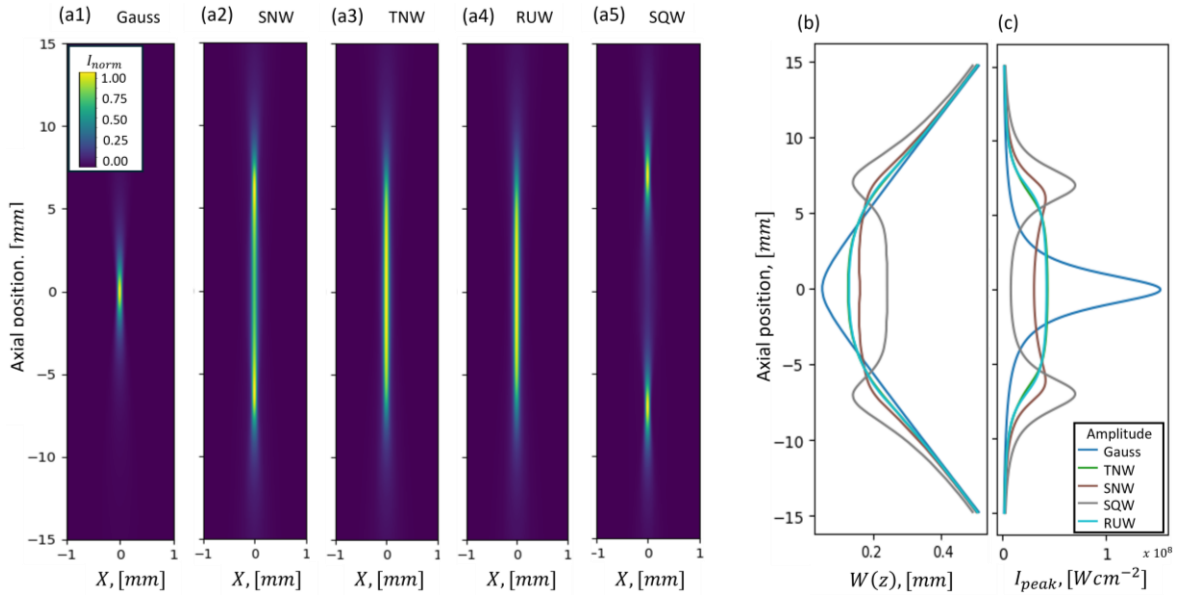 (a1) Gauss
(a2) SNW
(a3) TNW
(a4) RUW
(a5) SQW
(b)
(c)
I_norm
1.00
0.75
0.50
0.25
0.00
Axial position, [mm]
15
10
5
0
−5
−10
−15
−1 0 1
X, [mm]
−1 0 1
X, [mm]
−1 0 1
X, [mm]
−1 0 1
X, [mm]
−1 0 1
X, [mm]
Axial position, [mm]
15
10
5
0
−5
−10
−15
0.2 0.4
W(z), [mm]
Amplitude
Gauss
TNW
SNW
SQW
RUW
0 1
x 10⁸
I_peak, [Wcm⁻²]